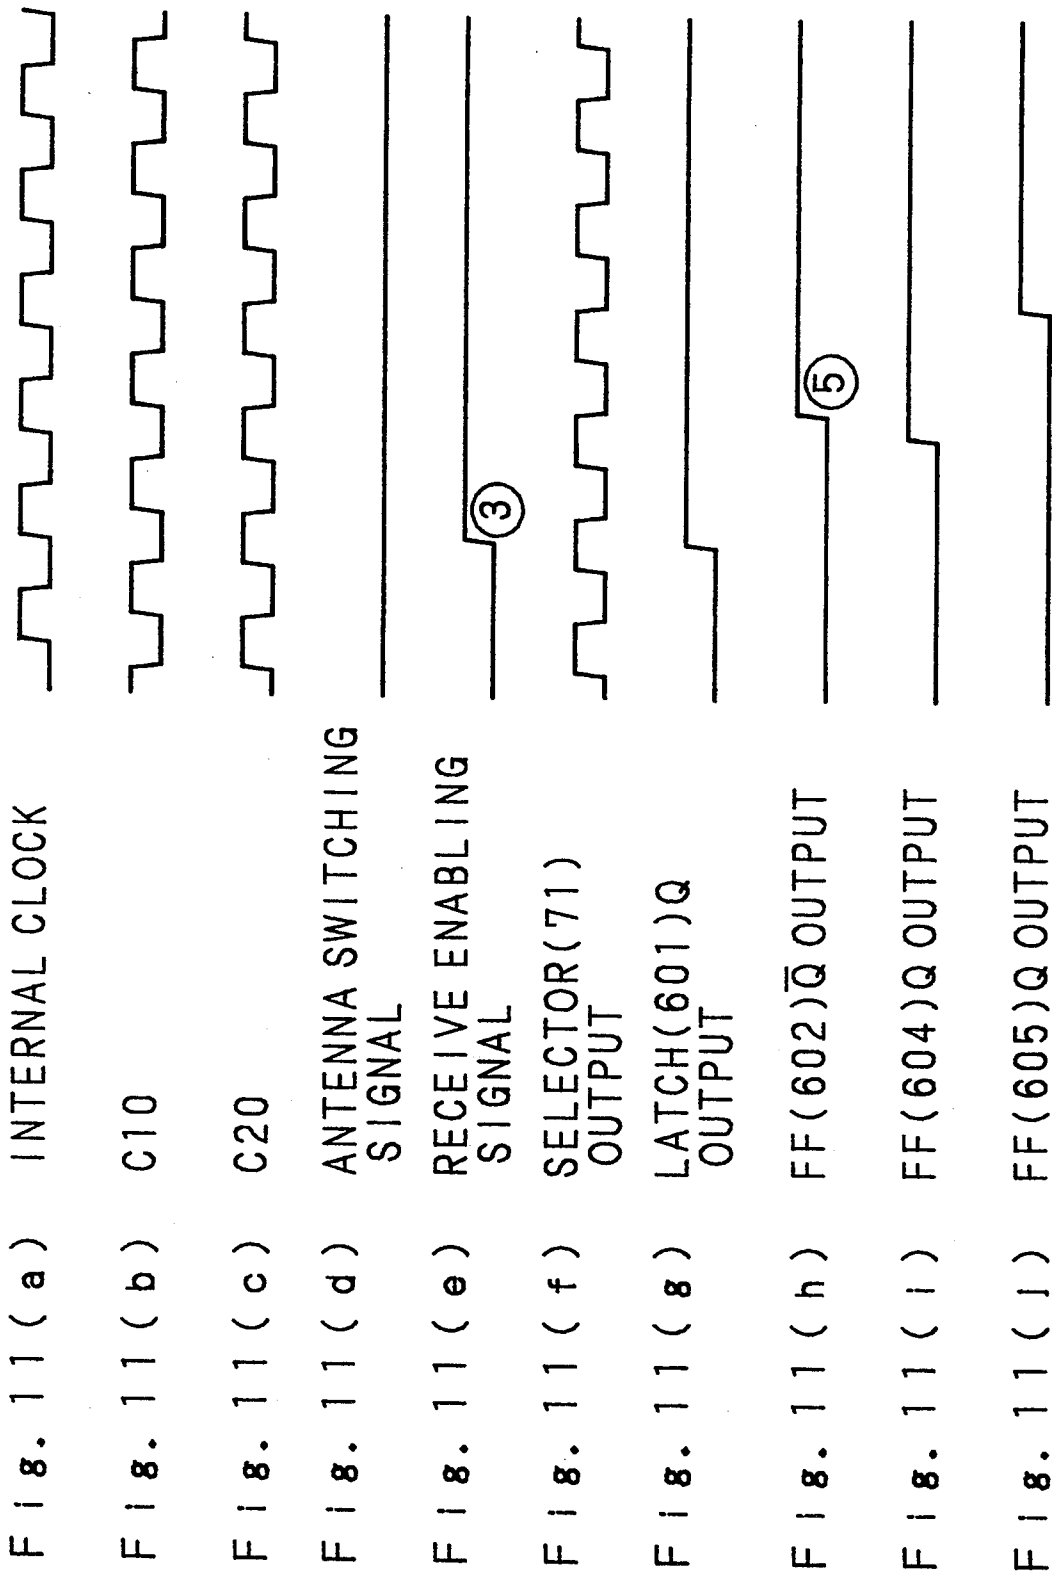 Fig. 11(a) INTERNAL CLOCK
Fig. 11(b) C10
Fig. 11(c) C20
Fig. 11(d) ANTENNA SWITCHING
SIGNAL
Fig. 11(e) RECEIVE ENABLING
SIGNAL
③
Fig. 11(f) SELECTOR(71)
OUTPUT
Fig. 11(g) LATCH(601)Q
OUTPUT
Fig. 11(h) FF(602)Q̅ OUTPUT
⑤
Fig. 11(i) FF(604)Q OUTPUT
Fig. 11(j) FF(605)Q OUTPUT